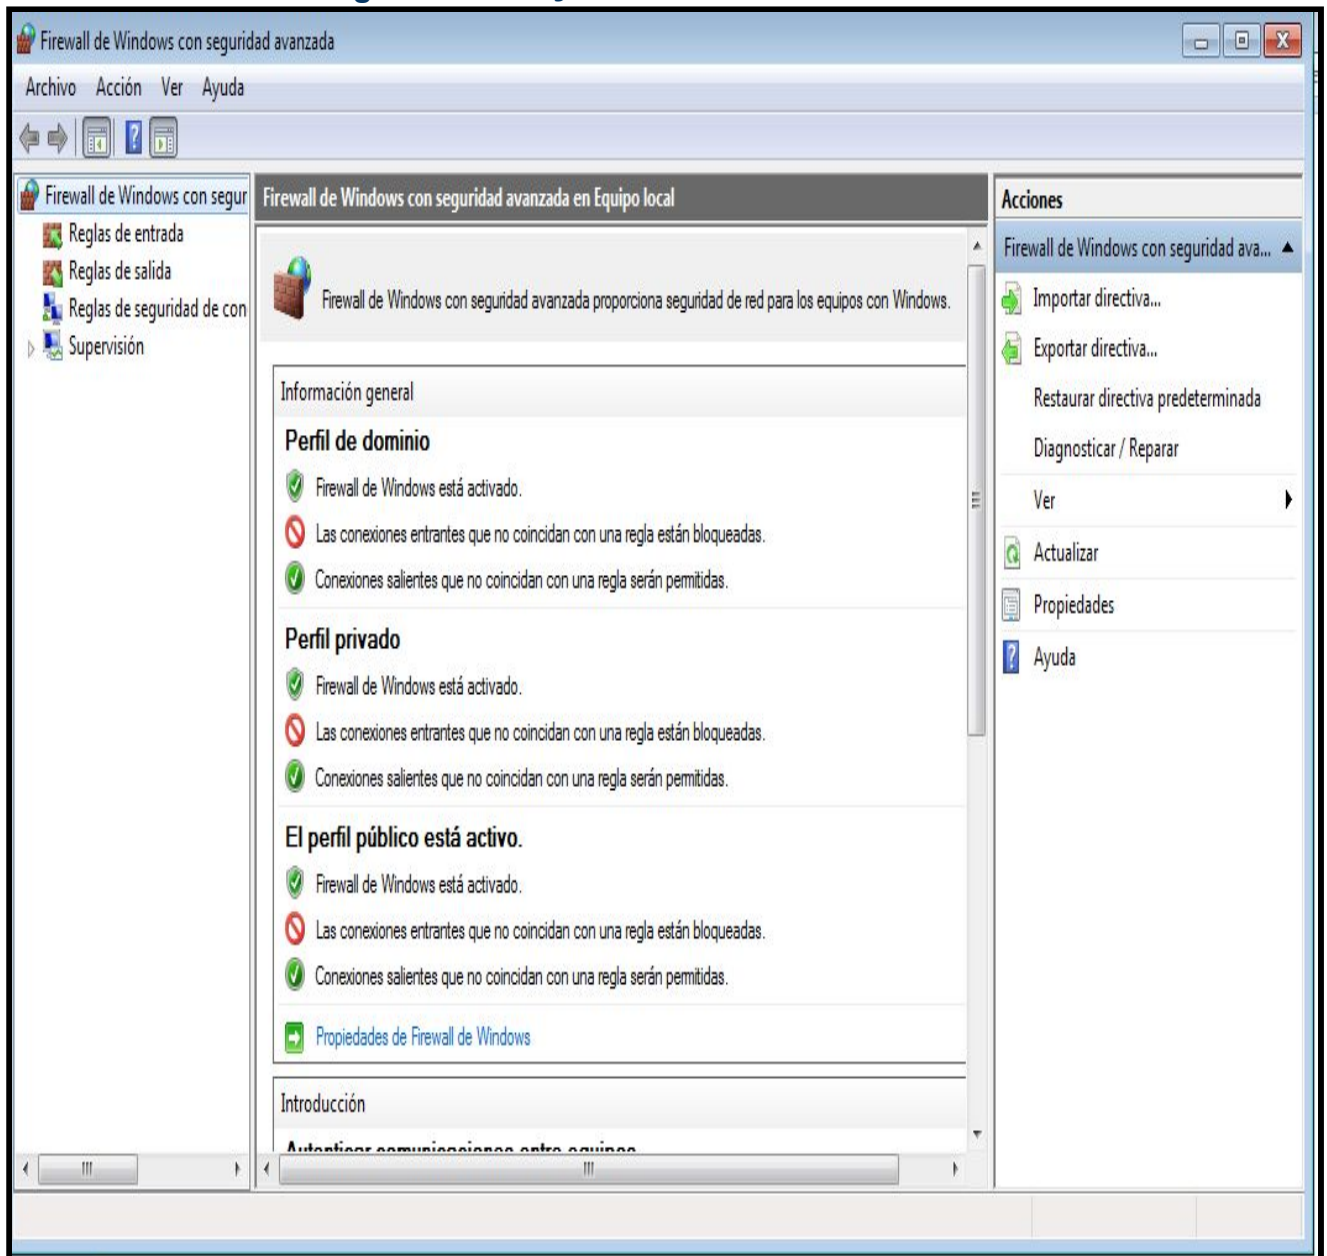 Firewall de Windows con seguridad avanzada
Archivo Acción Ver Ayuda
Firewall de Windows con segur
Reglas de entrada
Reglas de salida
Reglas de seguridad de con
Supervisión
Firewall de Windows con seguridad avanzada en Equipo local
Firewall de Windows con seguridad avanzada proporciona seguridad de red para los equipos con Windows.
Información general
Perfil de dominio
Firewall de Windows está activado.
Las conexiones entrantes que no coincidan con una regla están bloqueadas.
Conexiones salientes que no coincidan con una regla serán permitidas.
Perfil privado
Firewall de Windows está activado.
Las conexiones entrantes que no coincidan con una regla están bloqueadas.
Conexiones salientes que no coincidan con una regla serán permitidas.
El perfil público está activo.
Firewall de Windows está activado.
Las conexiones entrantes que no coincidan con una regla están bloqueadas.
Conexiones salientes que no coincidan con una regla serán permitidas.
Propiedades de Firewall de Windows
Introducción
Autenticar comunicaciones entre equipos
Acciones
Firewall de Windows con seguridad ava...
Importar directiva...
Exportar directiva...
Restaurar directiva predeterminada
Diagnosticar / Reparar
Ver
Actualizar
Propiedades
Ayuda